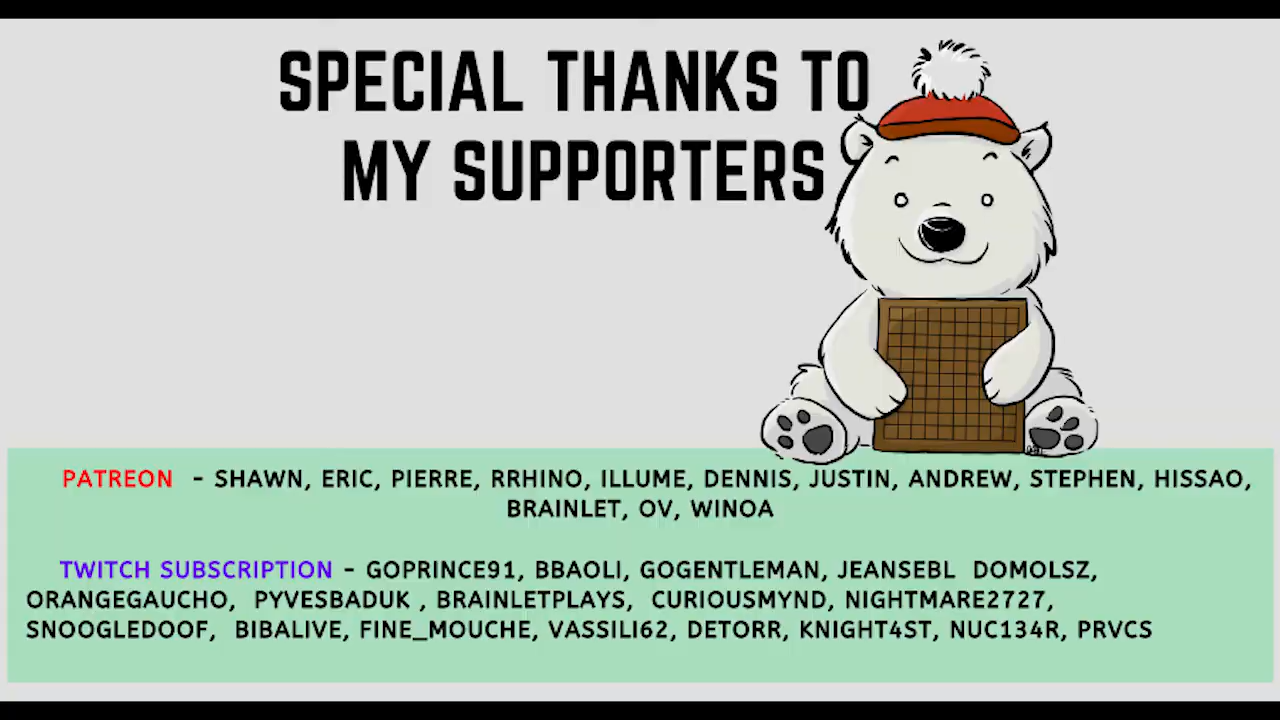 SPECIAL THANKS TO
MY SUPPORTERS
PATREON - SHAWN, ERIC, PIERRE, RRHINO, ILLUME, DENNIS, JUSTIN, ANDREW, STEPHEN, HISSAO,
BRAINLET, OV, WINOA
TWITCH SUBSCRIPTION - GOPRINCE91, BBAOLI, GOGENTLEMAN, JEANSEBL DOMOLSZ,
ORANGEGAUCHO, PYVESBADUK , BRAINLETPLAYS, CURIOUSMYND, NIGHTMARE2727,
SNOOGLEDOOF, BIBALIVE, FINE_MOUCHE, VASSILI62, DETORR, KNIGHT4ST, NUC134R, PRVCS